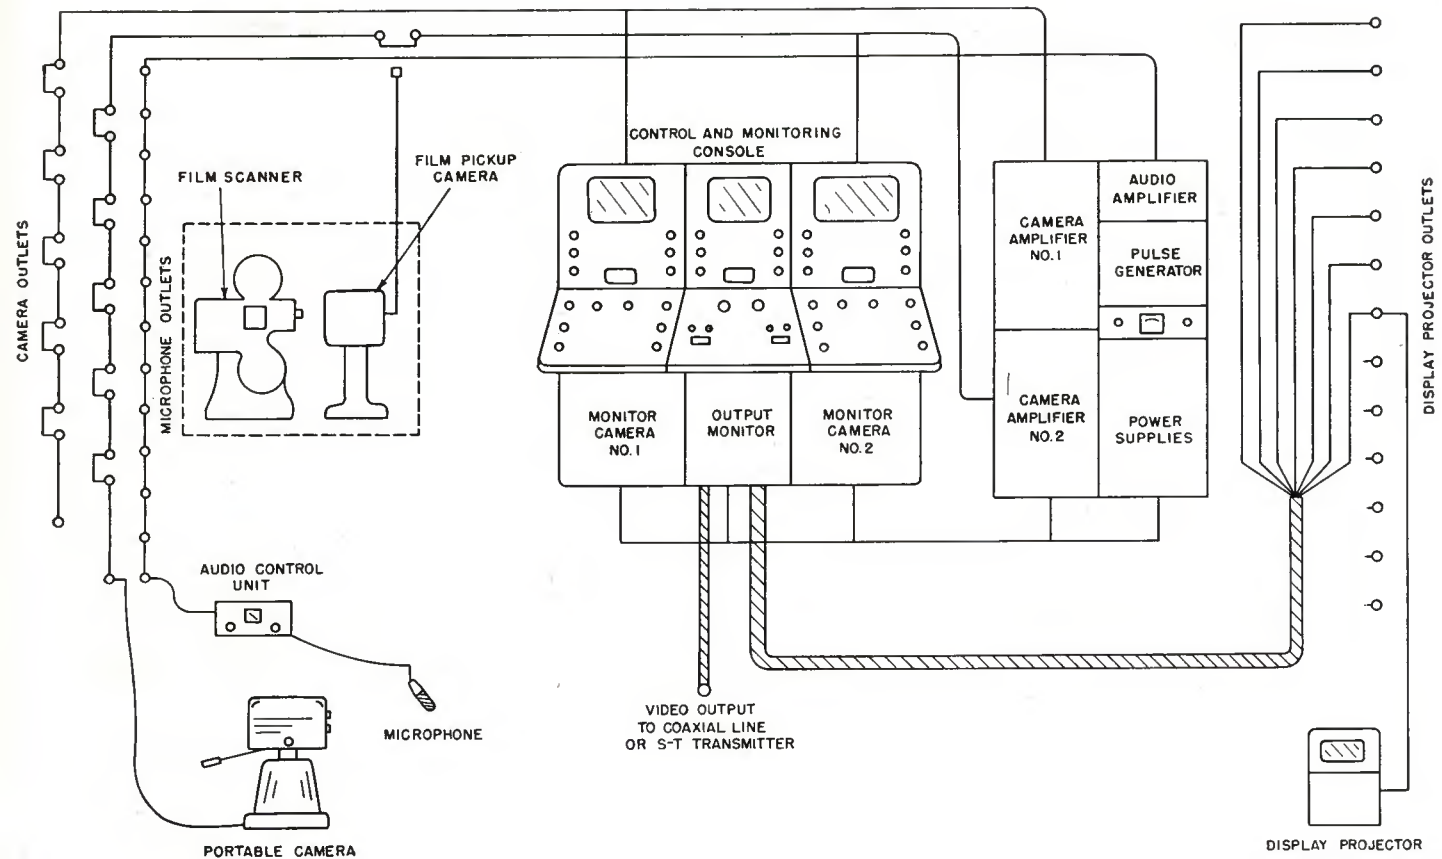 CONTROL AND MONITORING
CONSOLE
FILM PICKUP
CAMERA
FILM SCANNER
CAMERA OUTLETS
MICROPHONE OUTLETS
CAMERA
AMPLIFIER
NO.1
AUDIO
AMPLIFIER
PULSE
GENERATOR
DISPLAY PROJECTOR OUTLETS
MONITOR
CAMERA
NO.1
OUTPUT
MONITOR
MONITOR
CAMERA
NO.2
CAMERA
AMPLIFIER
NO.2
POWER
SUPPLIES
AUDIO CONTROL
UNIT
MICROPHONE
VIDEO OUTPUT
TO COAXIAL LINE
OR S-T TRANSMITTER
PORTABLE CAMERA
DISPLAY PROJECTOR